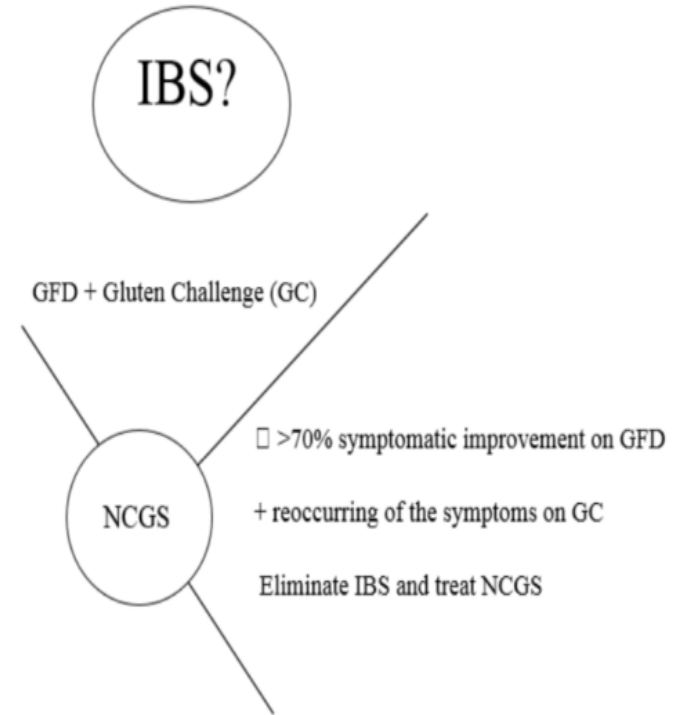 IBS?
GFD + Gluten Challenge (GC)
▯ >70% symptomatic improvement on GFD
NCGS
+ reoccurring of the symptoms on GC
Eliminate IBS and treat NCGS